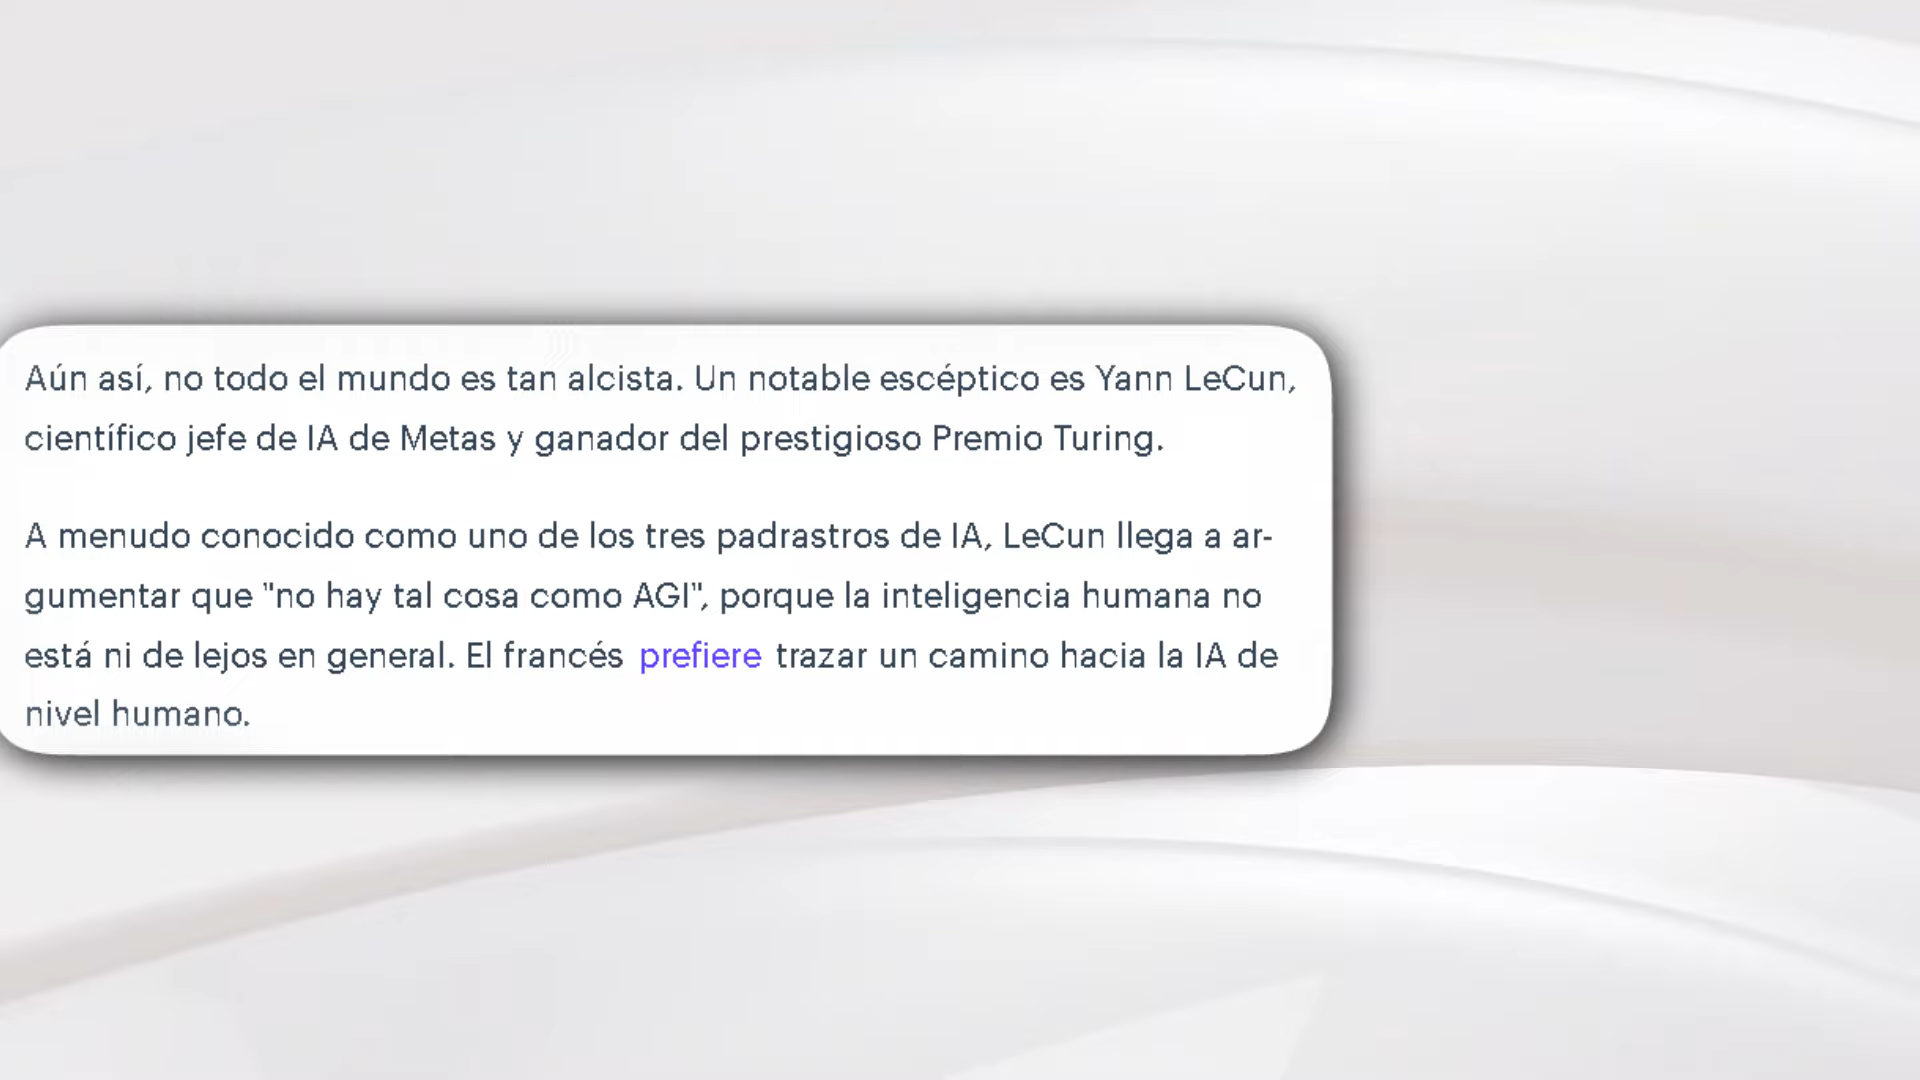 Aún así, no todo el mundo es tan alcista. Un notable escéptico es Yann LeCun,
científico jefe de IA de Metas y ganador del prestigioso Premio Turing.
A menudo conocido como uno de los tres padrastros de IA, LeCun llega a ar-
gumentar que "no hay tal cosa como AGI", porque la inteligencia humana no
está ni de lejos en general. El francés prefiere trazar un camino hacia la IA de
nivel humano.